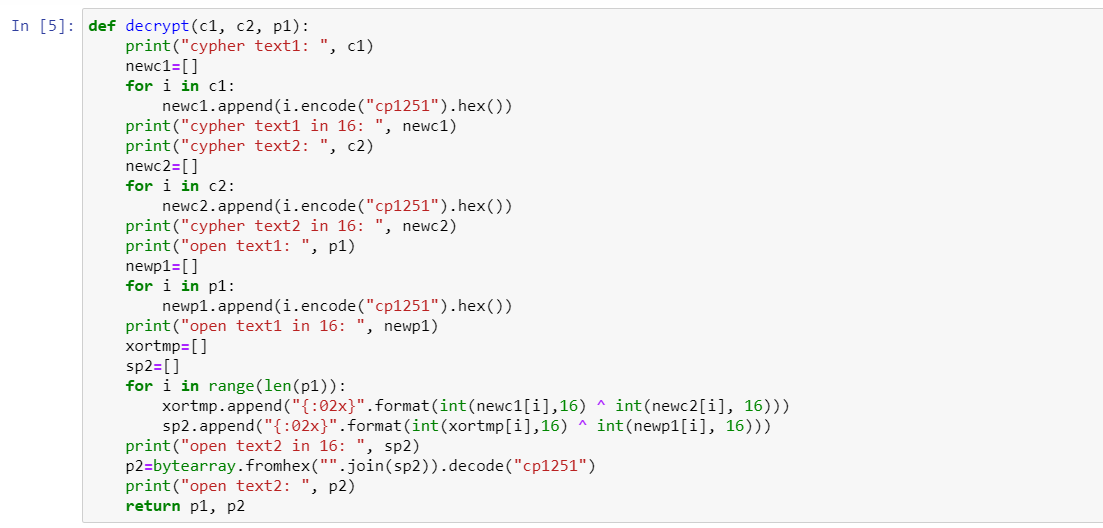 In [5]: def decrypt(c1, c2, p1):
    print("cypher text1: ", c1)
    newc1=[]
    for i in c1:
        newc1.append(i.encode("cp1251").hex())
    print("cypher text1 in 16: ", newc1)
    print("cypher text2: ", c2)
    newc2=[]
    for i in c2:
        newc2.append(i.encode("cp1251").hex())
    print("cypher text2 in 16: ", newc2)
    print("open text1: ", p1)
    newp1=[]
    for i in p1:
        newp1.append(i.encode("cp1251").hex())
    print("open text1 in 16: ", newp1)
    xortmp=[]
    sp2=[]
    for i in range(len(p1)):
        xortmp.append("{:02x}".format(int(newc1[i],16) ^ int(newc2[i], 16)))
        sp2.append("{:02x}".format(int(xortmp[i],16) ^ int(newp1[i], 16)))
    print("open text2 in 16: ", sp2)
    p2=bytearray.fromhex("".join(sp2)).decode("cp1251")
    print("open text2: ", p2)
    return p1, p2